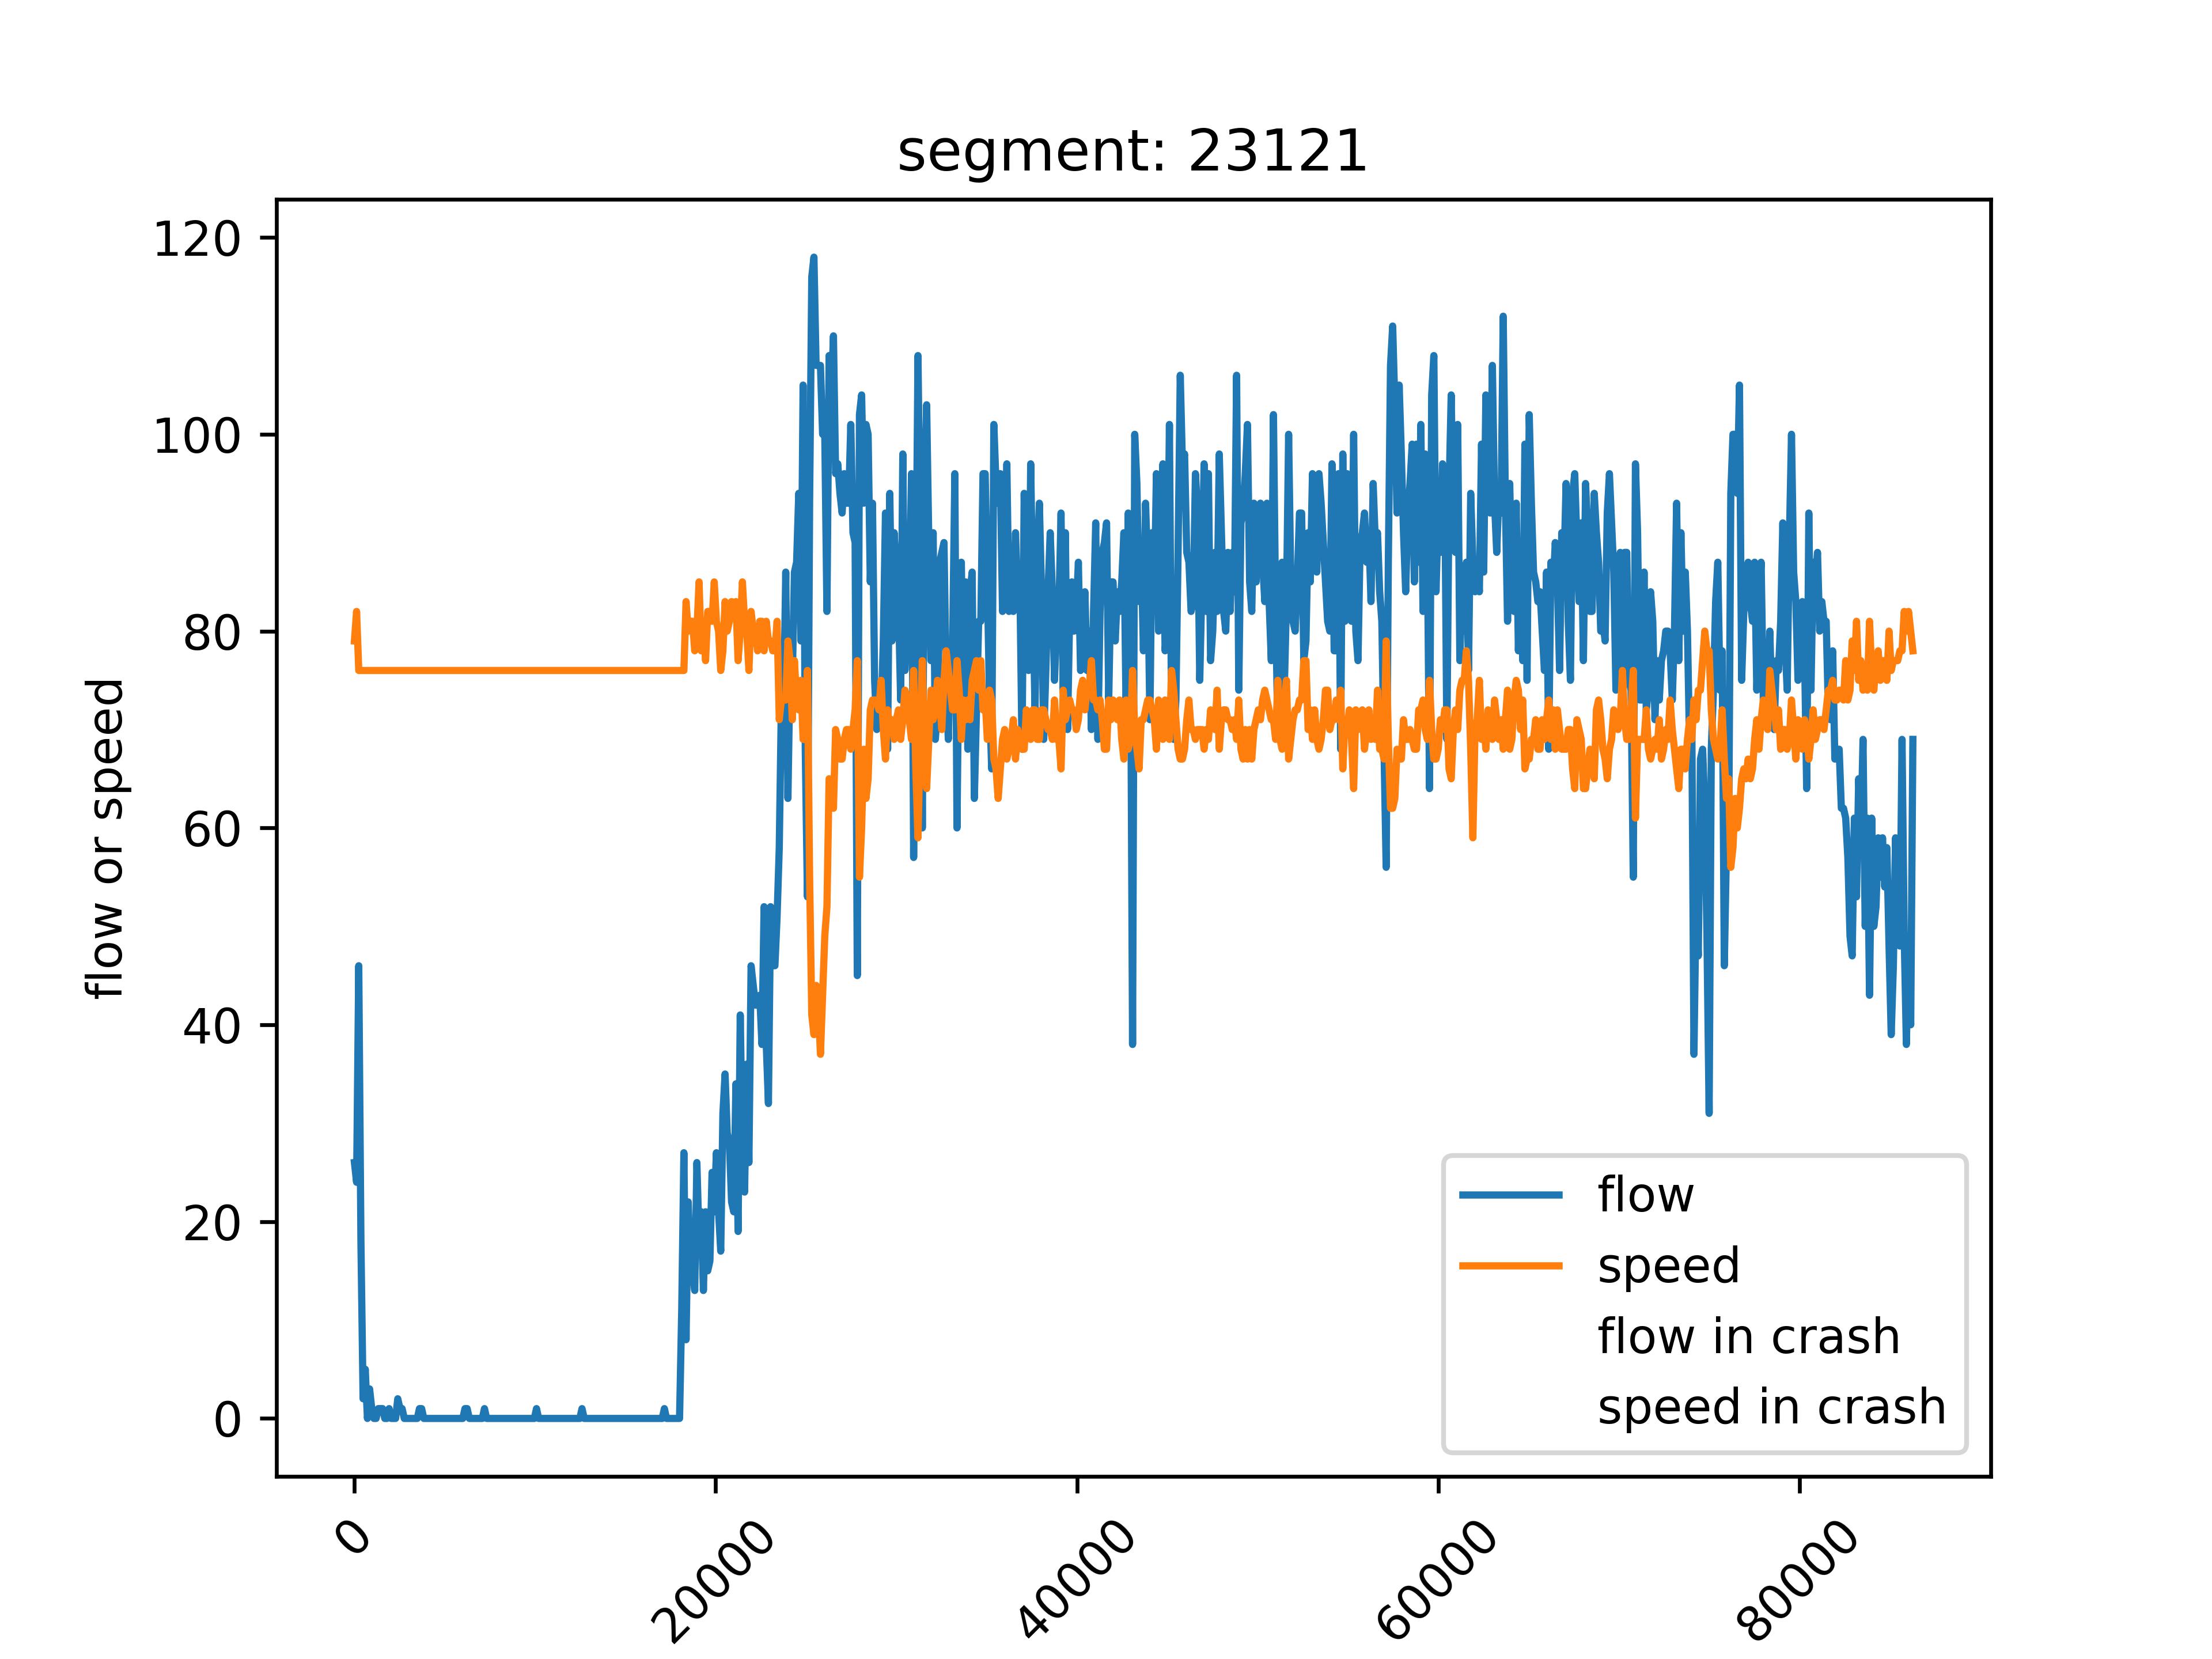 segment: 23121
120
100
80
60
40
20
0
flow or speed
flow
speed
flow in crash
speed in crash
0
20000
40000
60000
80000